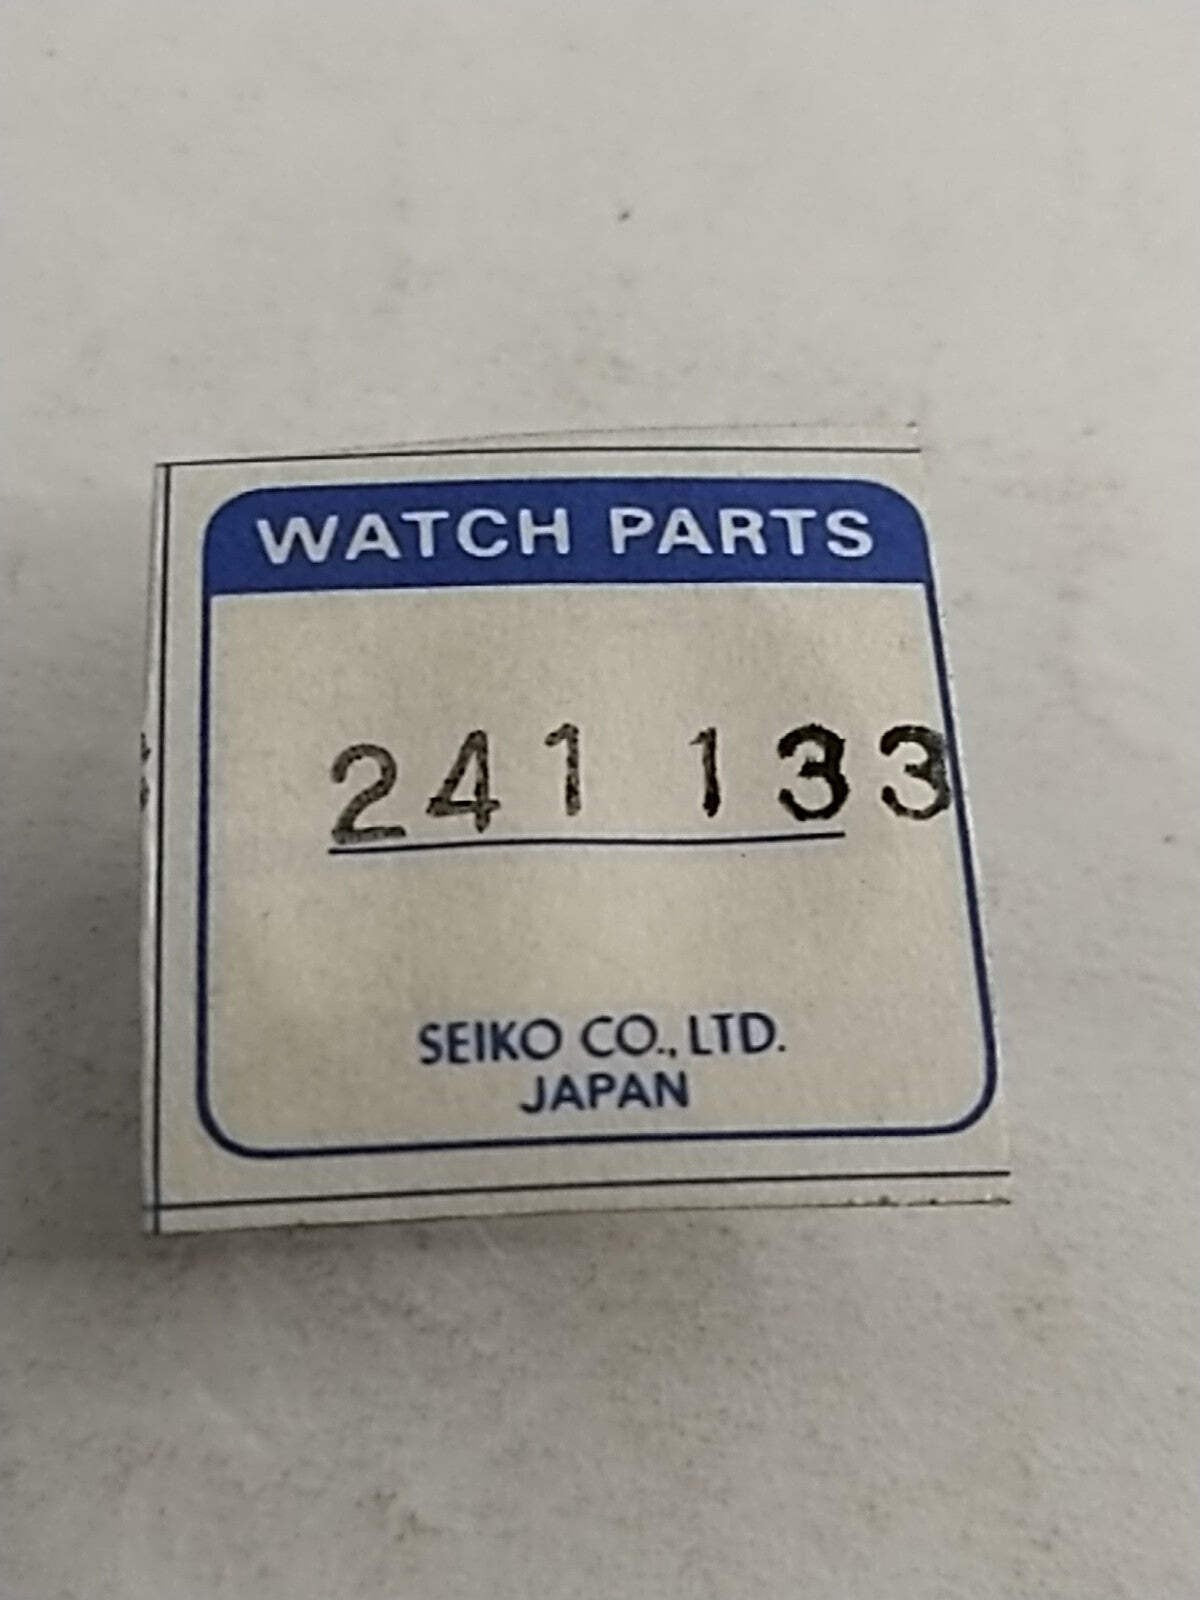 WATCH PARTS
241 133
SEIKO CO., LTD.
JAPAN